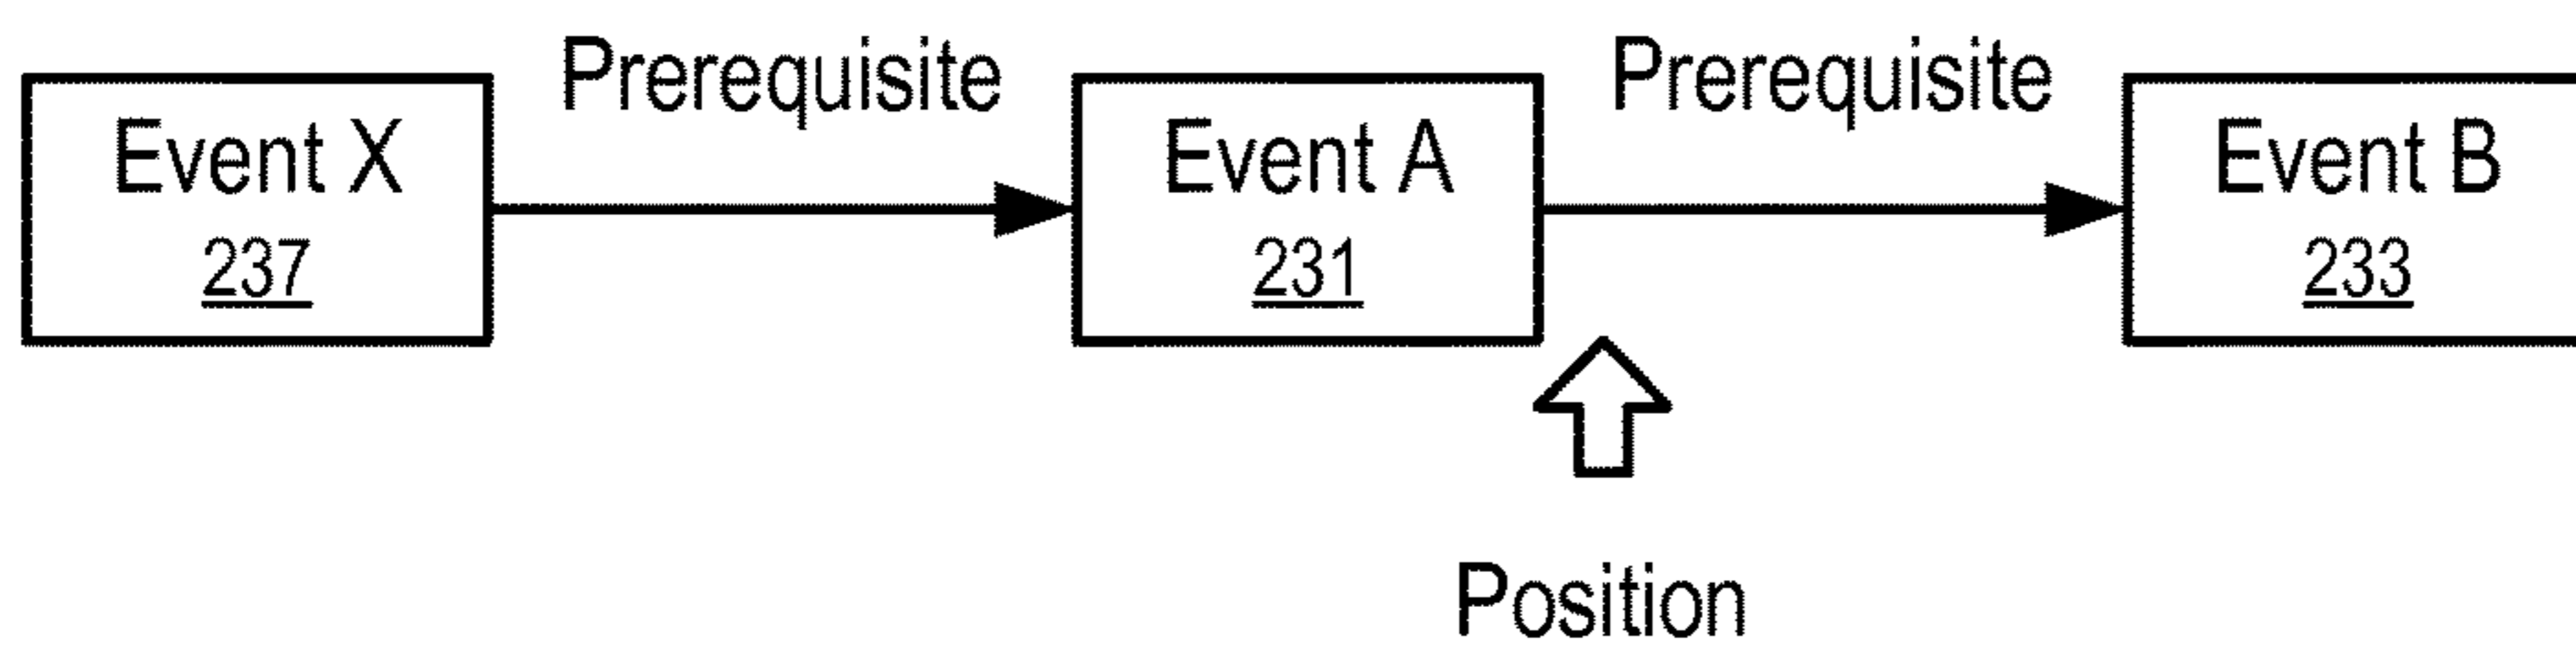 Prerequisite Prerequisite
Event X Event A Event B
237 231 233
Position